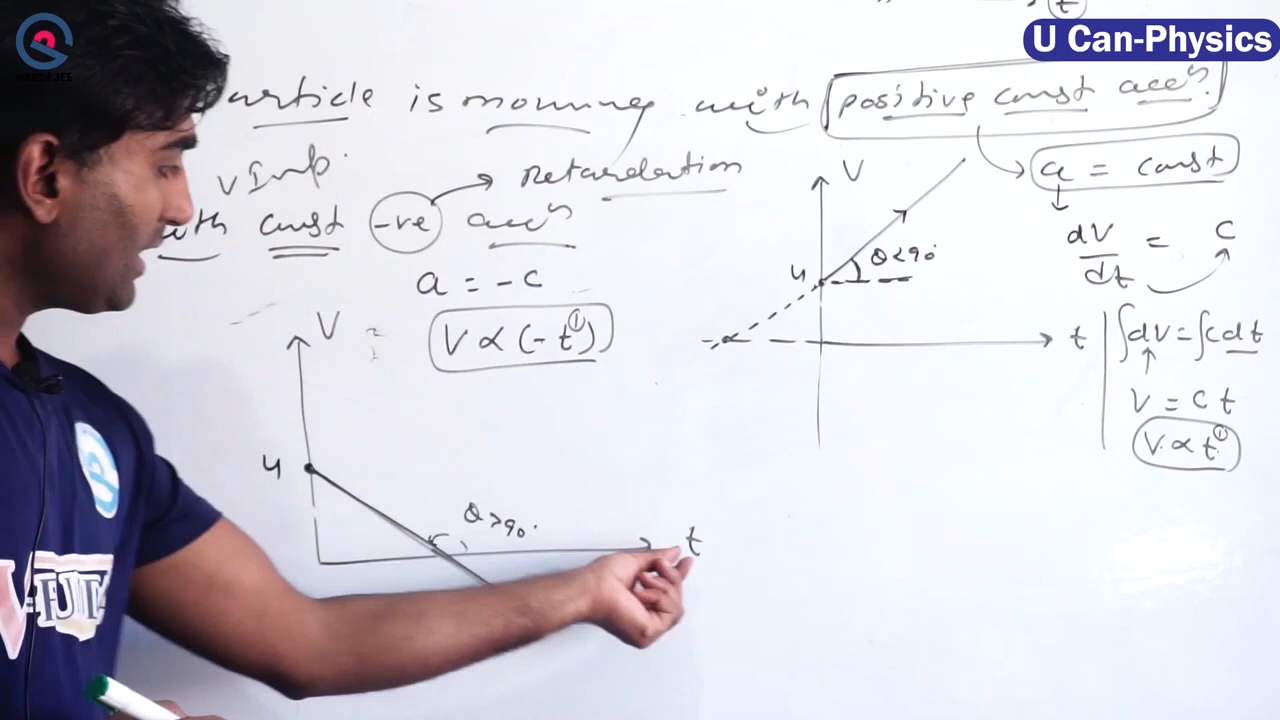 t
U Can-Physics
article is moving with positive const accn.
v Imp.
Retardation
with const -ve accn
a = - c
V ∝ (- t¹)
V
u
θ > 90°
t
V
u
θ < 90°
t
a = const
dV/dt = C
∫dV = ∫c dt
V = c t
V ∝ t¹